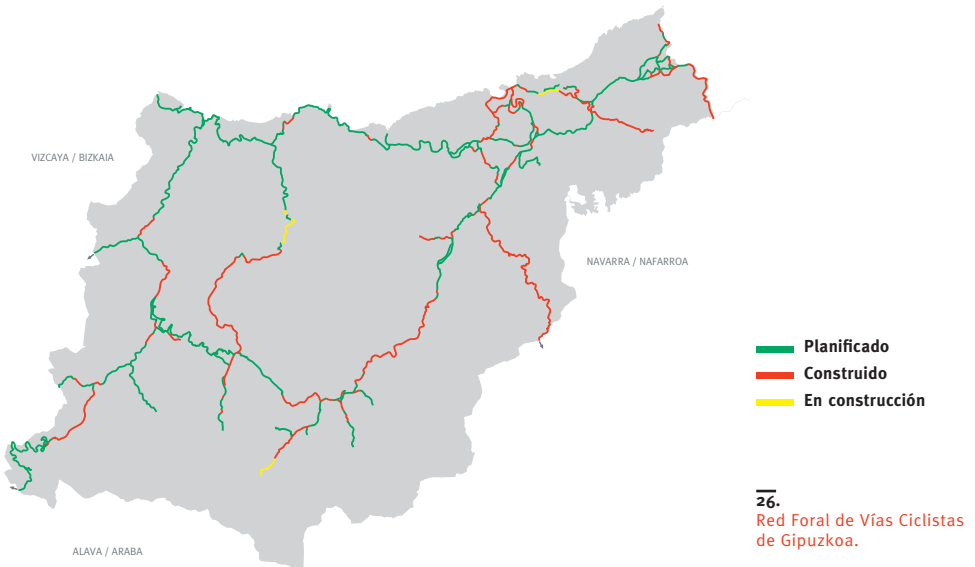 VIZCAYA / BIZKAIA
NAVARRA / NAFARROA
Planificado
Construido
En construcción
26.
Red Foral de Vías Ciclistas
de Gipuzkoa.
ALAVA / ARABA